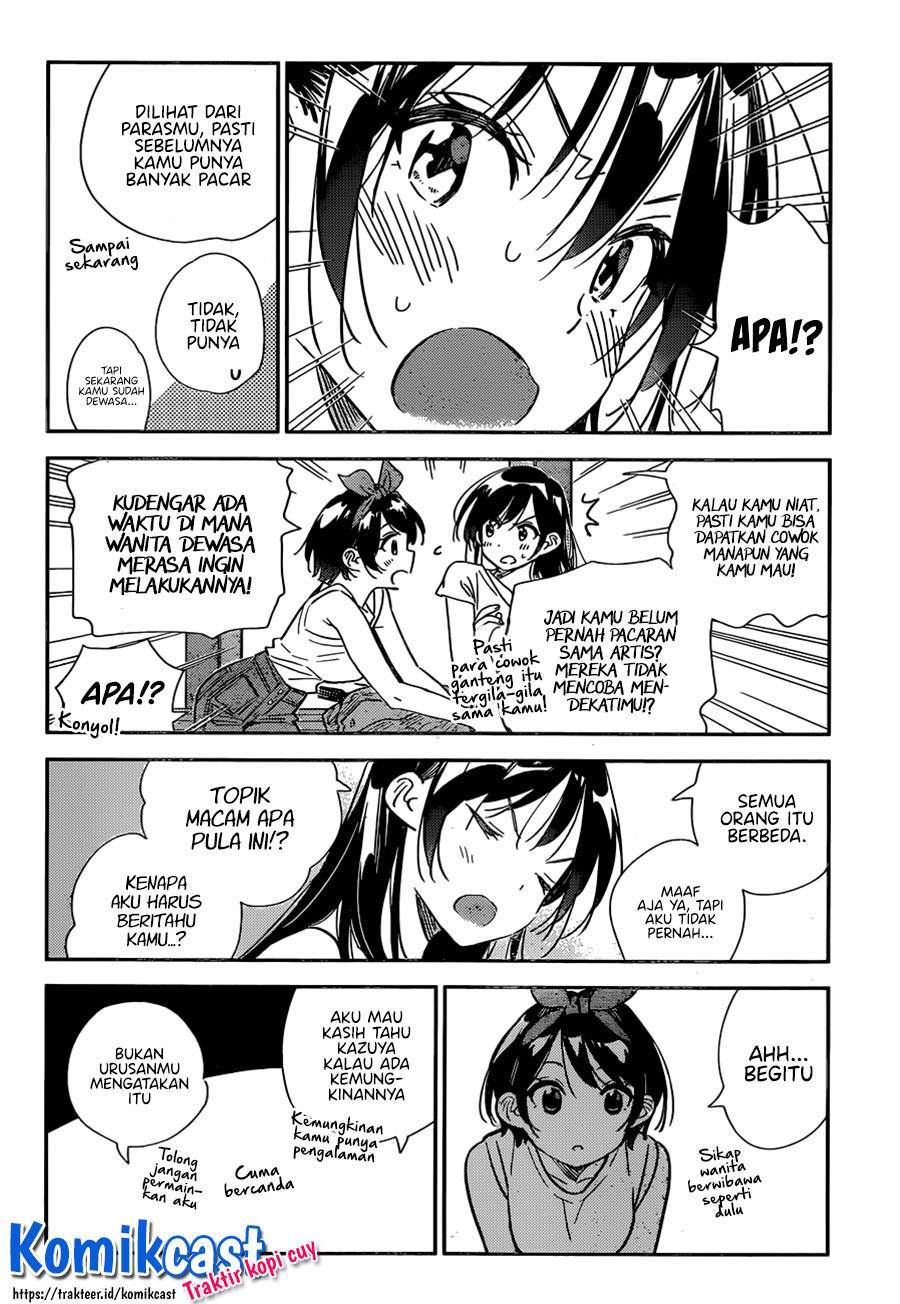 APA!?
DILIHAT DARI
PARASMU, PASTI
SEBELUMNYA
KAMU PUNYA
BANYAK PACAR
Sampai
sekarang
TIDAK,
TIDAK
PUNYA
TAPI
SEKARANG
KAMU SUDAH
DEWASA...
KALAU KAMU NIAT,
PASTI KAMU BISA
DAPATKAN COWOK
MANAPUN YANG
KAMU MAU!
JADI KAMU BELUM
PERNAH PACARAN
SAMA ARTIS?
MEREKA TIDAK
MENCOBA MEN-
DEKATIMU!?
Pasti
para cowok
ganteng itu
tergila-gila
sama kamu!
KUDENGAR ADA
WAKTU DI MANA
WANITA DEWASA
MERASA INGIN
MELAKUKANNYA!
APA!?
Konyol!
SEMUA
ORANG ITU
BERBEDA.
MAAF
AJA YA, TAPI
AKU TIDAK
PERNAH...
TOPIK
MACAM APA
PULA INI!?
KENAPA
AKU HARUS
BERITAHU
KAMU...?
AHH...
BEGITU
Sikap
wanita
berwibawa
seperti
dulu
AKU MAU
KASIH TAHU
KAZUYA
KALAU ADA
KEMUNG-
KINANNYA
Kemungkinan
kamu punya
pengalaman
Cuma
bercanda
BUKAN
URUSANMU
MENGATAKAN
ITU
Tolong
jangan
permain-
kan aku
Komikcast
Traktir kopi cuy
https://trakteer.id/komikcast